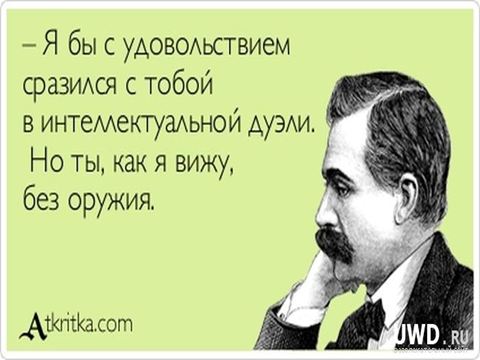 – Я бы с удовольствием
сразился с тобой
в интеллектуальной дуэли.
Но ты, как я вижу,
без оружия.
Atkritka.com
UWD.RU